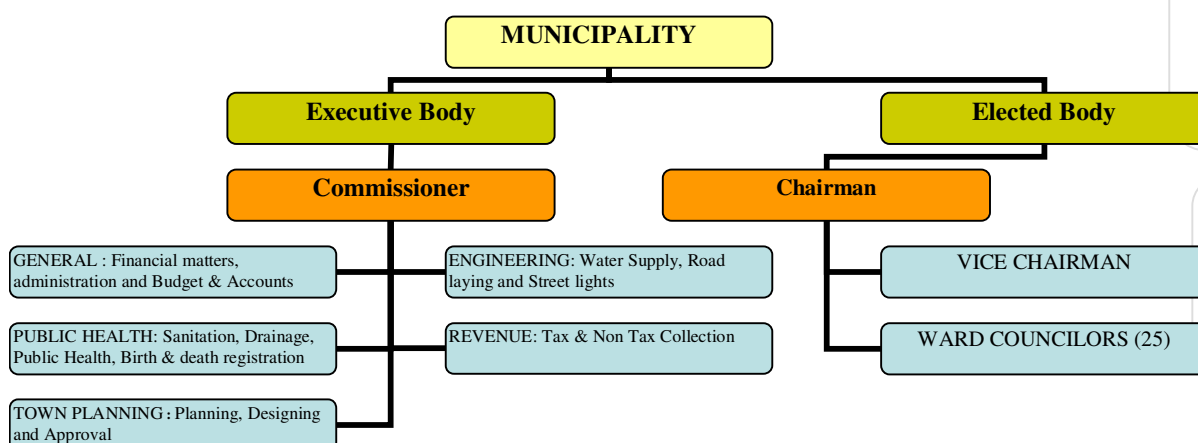 MUNICIPALITY
Executive Body
Elected Body
Commissioner
Chairman
GENERAL : Financial matters,
administration and Budget & Accounts
ENGINEERING: Water Supply, Road
laying and Street lights
VICE CHAIRMAN
PUBLIC HEALTH: Sanitation, Drainage,
Public Health, Birth & death registration
REVENUE: Tax & Non Tax Collection
WARD COUNCILORS (25)
TOWN PLANNING : Planning, Designing
and Approval